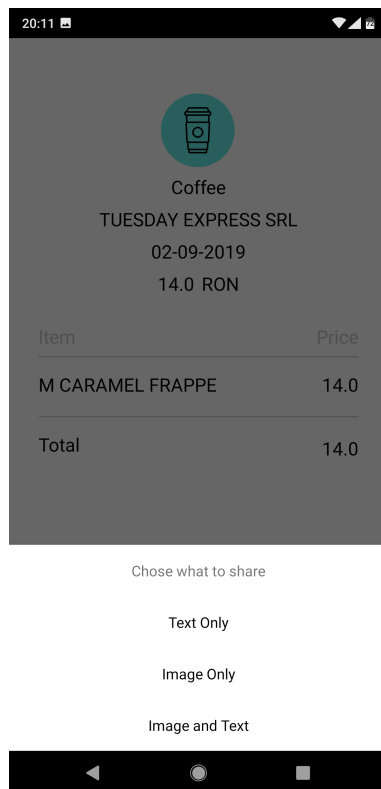 20:11
72
Coffee
TUESDAY EXPRESS SRL
02-09-2019
14.0 RON
Item Price
M CARAMEL FRAPPE 14.0
Total 14.0
Chose what to share
Text Only
Image Only
Image and Text